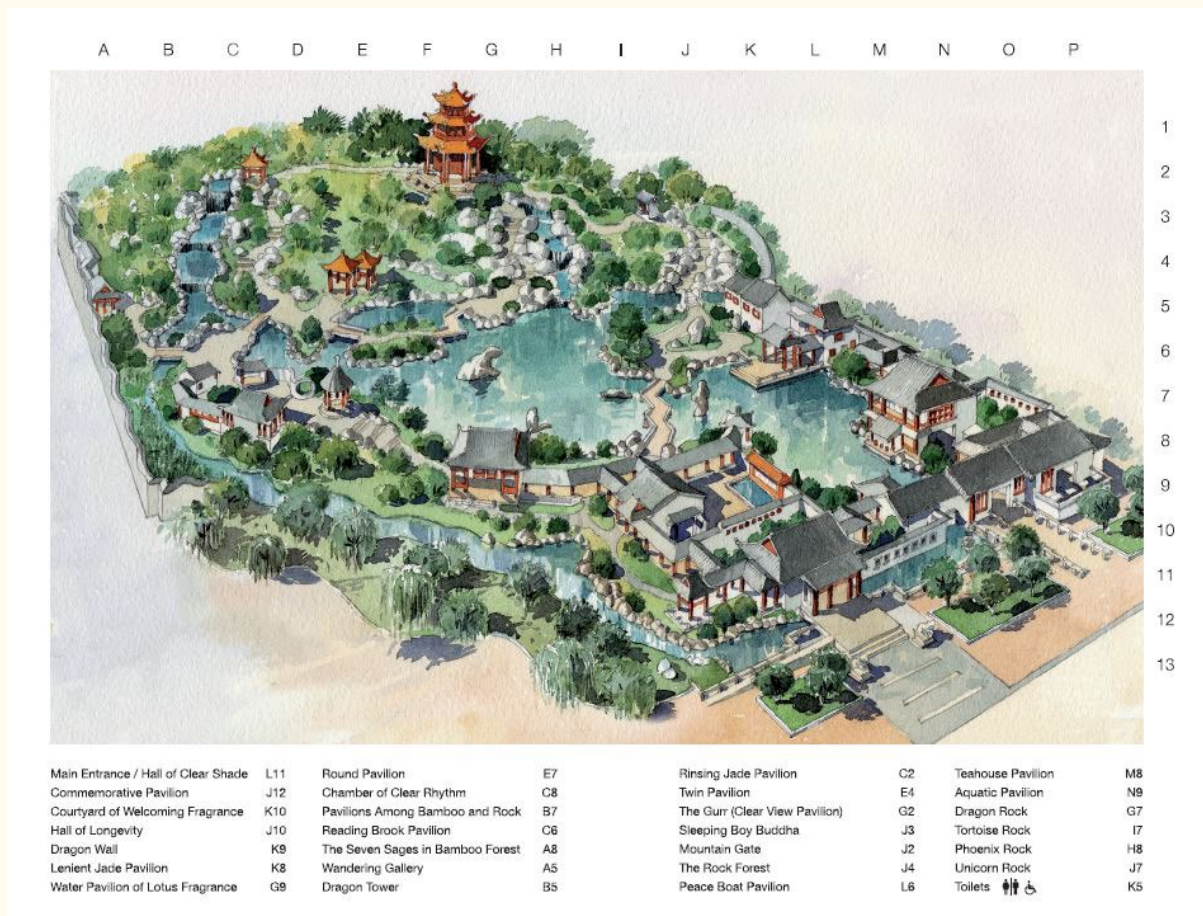 A B C D E F G H I J K L M N O P
1
2
3
4
5
6
7
8
9
10
11
12
13
Main Entrance / Hall of Clear Shade L11
Commemorative Pavilion J12
Courtyard of Welcoming Fragrance K10
Hall of Longevity J10
Dragon Wall K9
Lenient Jade Pavilion K8
Water Pavilion of Lotus Fragrance G9
Round Pavilion E7
Chamber of Clear Rhythm C8
Pavilions Among Bamboo and Rock B7
Reading Brook Pavilion C6
The Seven Sages in Bamboo Forest A8
Wandering Gallery A5
Dragon Tower B5
Rinsing Jade Pavilion C2
Twin Pavilion E4
The Gurr (Clear View Pavilion) G2
Sleeping Boy Buddha J3
Mountain Gate J2
The Rock Forest J4
Peace Boat Pavilion L6
Teahouse Pavilion M8
Aquatic Pavilion N9
Dragon Rock G7
Tortoise Rock I7
Phoenix Rock H8
Unicorn Rock J7
Toilets K5